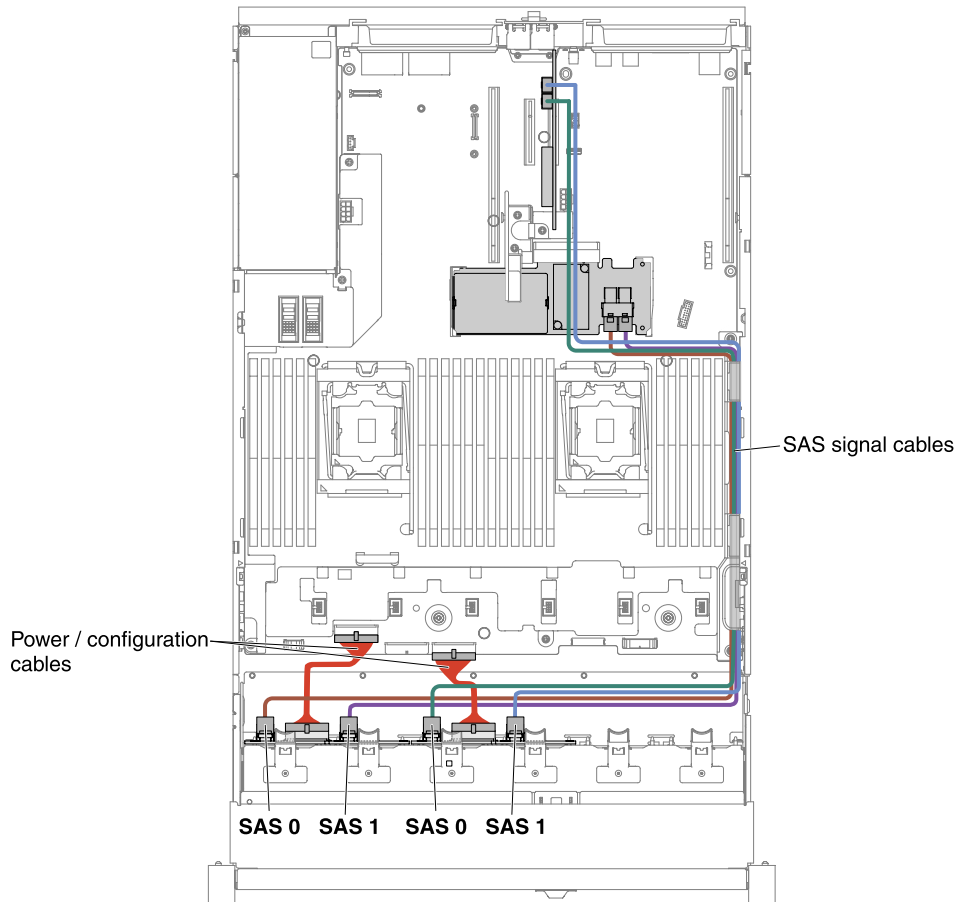 SAS signal cables
Power / configuration
cables
SAS 0 SAS 1 SAS 0 SAS 1